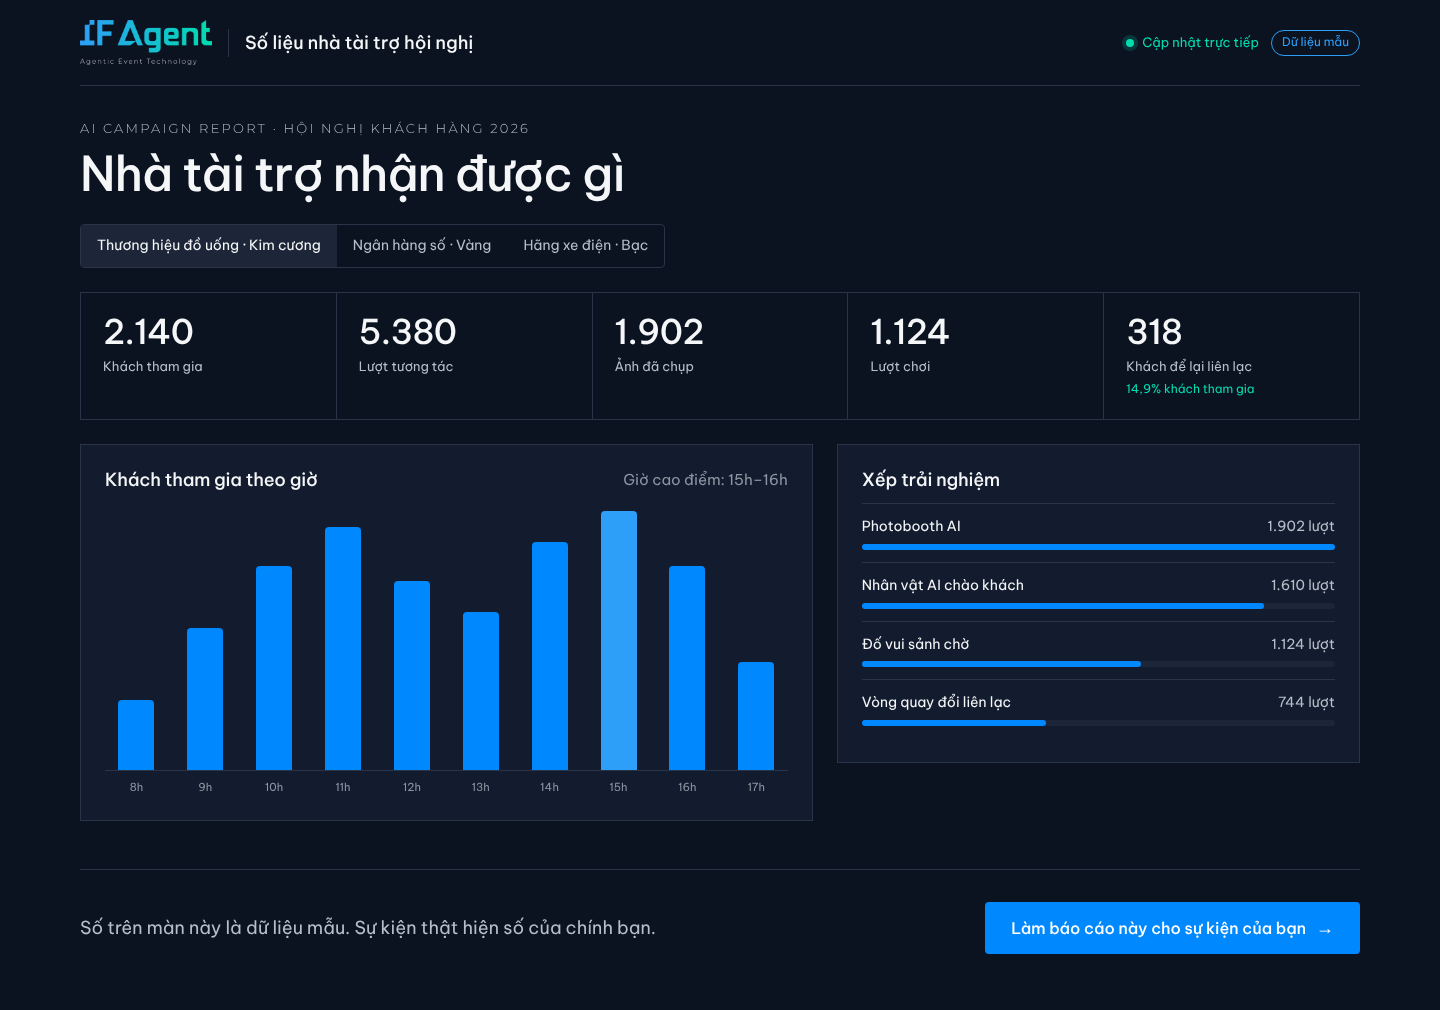 IF Agent
Agentic Event Technology
Số liệu nhà tài trợ hội nghị
Cập nhật trực tiếp
Dữ liệu mẫu
AI CAMPAIGN REPORT · HỘI NGHỊ KHÁCH HÀNG 2026
Nhà tài trợ nhận được gì
Thương hiệu đồ uống · Kim cương
Ngân hàng số · Vàng
Hãng xe điện · Bạc
2.140
Khách tham gia
5.380
Lượt tương tác
1.902
Ảnh đã chụp
1.124
Lượt chơi
318
Khách để lại liên lạc
14,9% khách tham gia
Khách tham gia theo giờ
Giờ cao điểm: 15h–16h
8h 9h 10h 11h 12h 13h 14h 15h 16h 17h
Xếp trải nghiệm
Photobooth AI 1.902 lượt
Nhân vật AI chào khách 1.610 lượt
Đố vui sảnh chờ 1.124 lượt
Vòng quay đổi liên lạc 744 lượt
Số trên màn này là dữ liệu mẫu. Sự kiện thật hiện số của chính bạn.
Làm báo cáo này cho sự kiện của bạn →